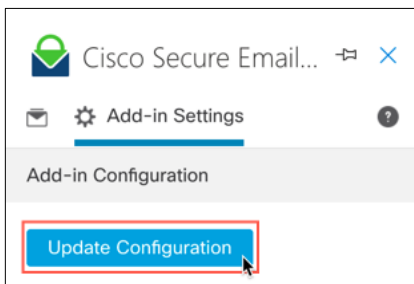 Cisco Secure Email...
Add-in Settings
?
Add-in Configuration
Update Configuration